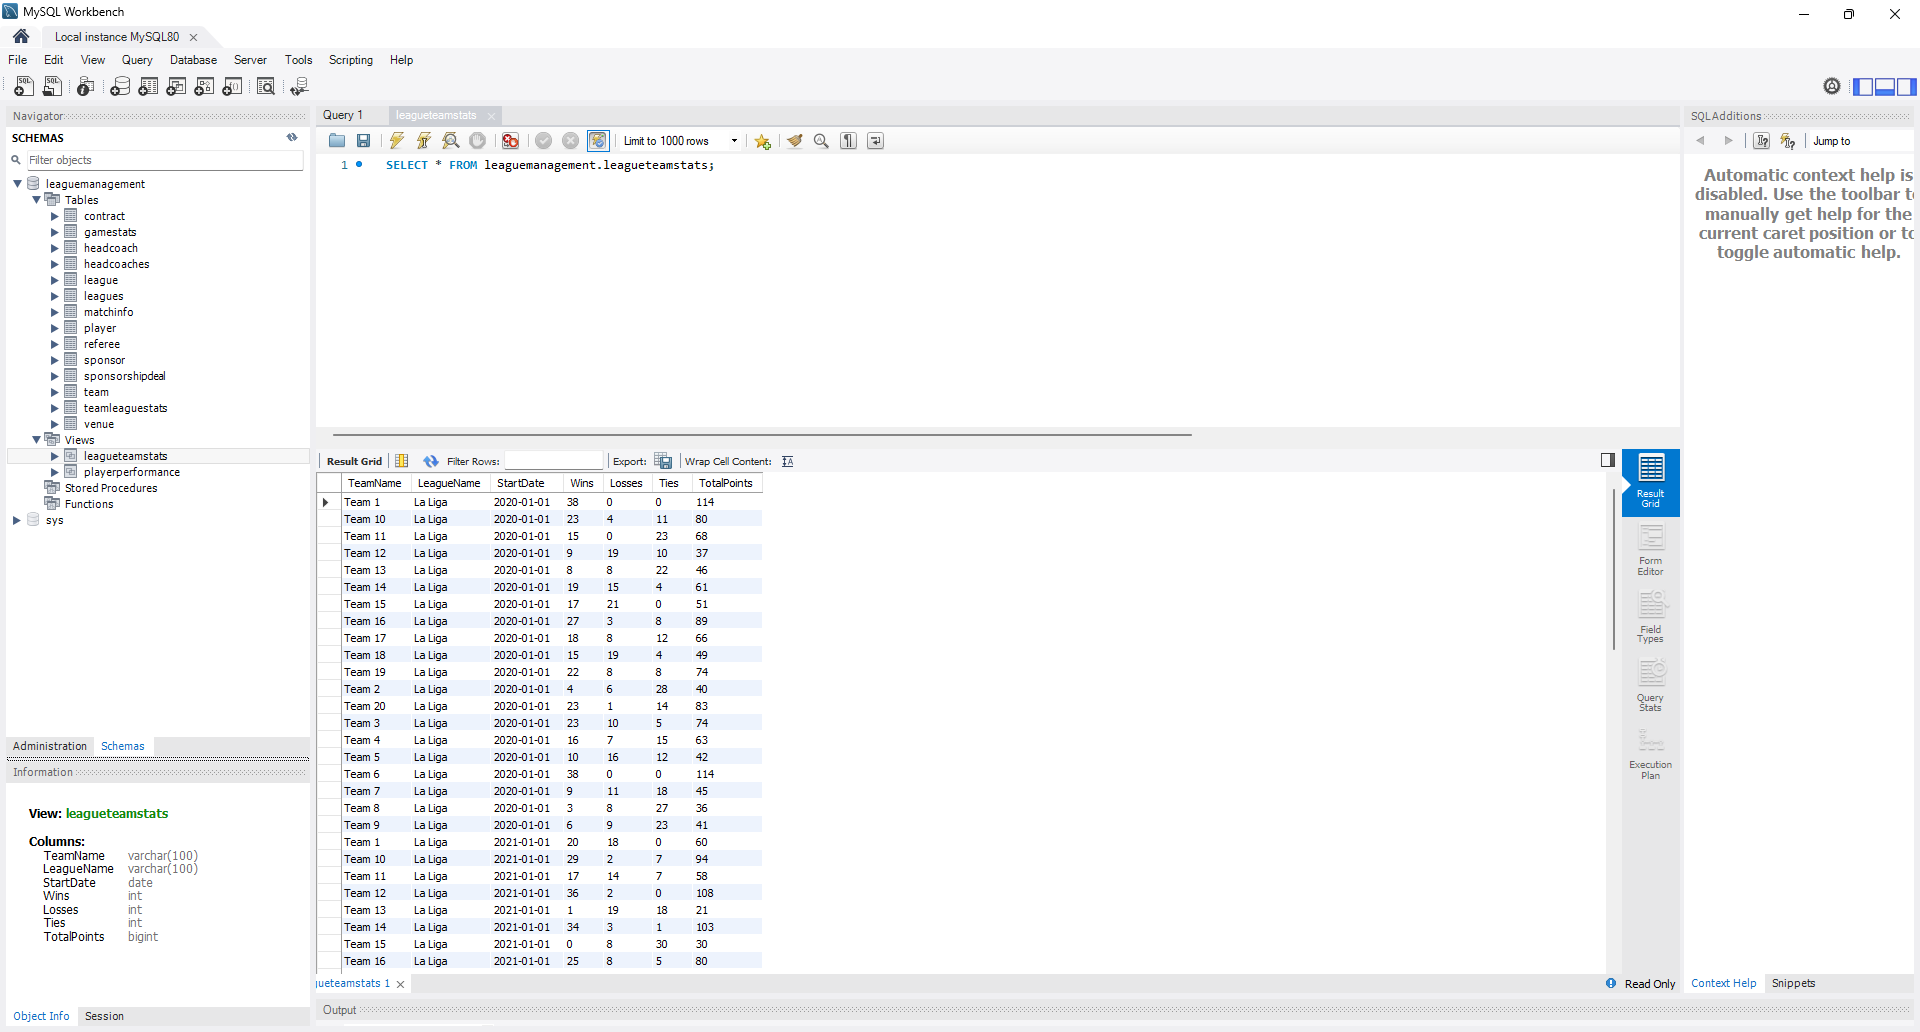 MySQL Workbench
Local instance MySQL80
File Edit View Query Database Server Tools Scripting Help
Navigator
SCHEMAS
Filter objects
leaguemanagement
Tables
contract
gamestats
headcoach
headcoaches
league
leagues
matchinfo
player
referee
sponsor
sponsorshipdeal
team
teamleaguestats
venue
Views
leagueteamstats
playerperformance
Stored Procedures
Functions
sys
Administration Schemas
Information
View: leagueteamstats
Columns:
TeamName varchar(100)
LeagueName varchar(100)
StartDate date
Wins int
Losses int
Ties int
TotalPoints bigint
Object Info Session
Query 1 leagueteamstats
Limit to 1000 rows
1 SELECT * FROM leaguemanagement.leagueteamstats;
Result Grid Filter Rows: Export: Wrap Cell Content:
TeamName LeagueName StartDate Wins Losses Ties TotalPoints
Team 1 La Liga 2020-01-01 38 0 0 114
Team 10 La Liga 2020-01-01 23 4 11 80
Team 11 La Liga 2020-01-01 15 0 23 68
Team 12 La Liga 2020-01-01 9 19 10 37
Team 13 La Liga 2020-01-01 8 8 22 46
Team 14 La Liga 2020-01-01 19 15 4 61
Team 15 La Liga 2020-01-01 17 21 0 51
Team 16 La Liga 2020-01-01 27 3 8 89
Team 17 La Liga 2020-01-01 18 8 12 66
Team 18 La Liga 2020-01-01 15 19 4 49
Team 19 La Liga 2020-01-01 22 8 8 74
Team 2 La Liga 2020-01-01 4 6 28 40
Team 20 La Liga 2020-01-01 23 1 14 83
Team 3 La Liga 2020-01-01 23 10 5 74
Team 4 La Liga 2020-01-01 16 7 15 63
Team 5 La Liga 2020-01-01 10 16 12 42
Team 6 La Liga 2020-01-01 38 0 0 114
Team 7 La Liga 2020-01-01 9 11 18 45
Team 8 La Liga 2020-01-01 3 8 27 36
Team 9 La Liga 2020-01-01 6 9 23 41
Team 1 La Liga 2021-01-01 20 18 0 60
Team 10 La Liga 2021-01-01 29 2 7 94
Team 11 La Liga 2021-01-01 17 14 7 58
Team 12 La Liga 2021-01-01 36 2 0 108
Team 13 La Liga 2021-01-01 1 19 18 21
Team 14 La Liga 2021-01-01 34 3 1 103
Team 15 La Liga 2021-01-01 0 8 30 30
Team 16 La Liga 2021-01-01 25 8 5 80
gueteamstats 1
Read Only
Output
Result
Grid
Form
Editor
Field
Types
Query
Stats
Execution
Plan
SQLAdditions
Jump to
Automatic context help is
disabled. Use the toolbar t
manually get help for the
current caret position or to
toggle automatic help.
Context Help Snippets